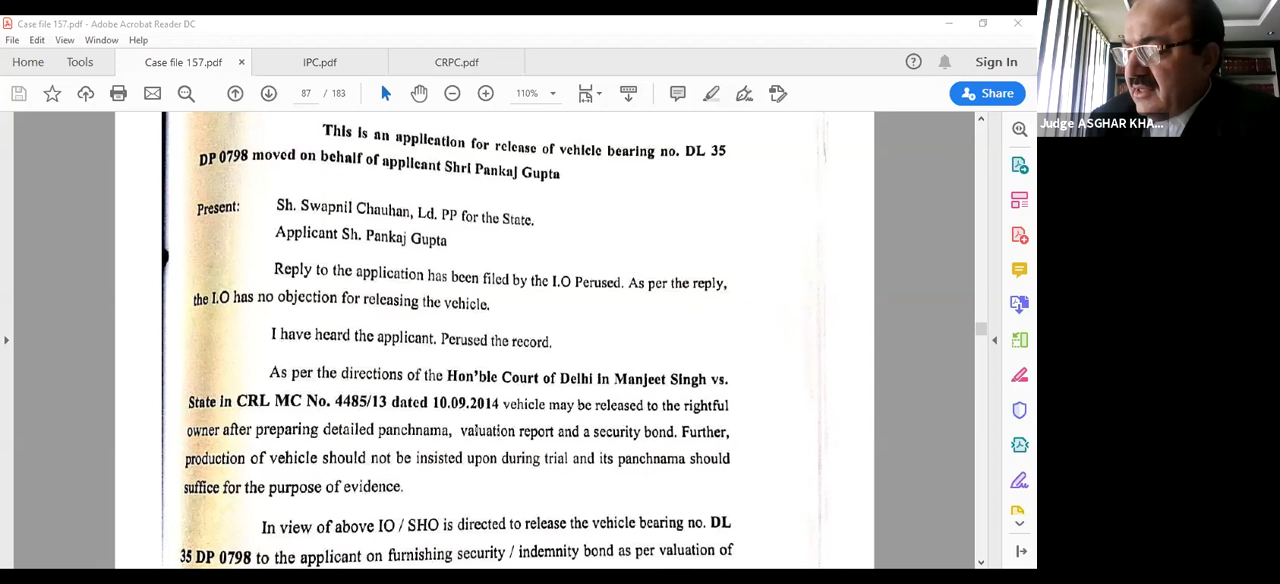 Case file 157.pdf - Adobe Acrobat Reader DC
File Edit View Window Help
Home Tools Case file 157.pdf × IPC.pdf CRPC.pdf Sign In
87 / 183 110% Share
Judge ASGHAR KHA...
This is an application for release of vehicle bearing no. DL 35
DP 0798 moved on behalf of applicant Shri Pankaj Gupta
Present: Sh. Swapnil Chauhan, Ld. PP for the State.
Applicant Sh. Pankaj Gupta
Reply to the application has been filed by the I.O Perused. As per the reply,
the I.O has no objection for releasing the vehicle.
I have heard the applicant. Perused the record.
As per the directions of the Hon'ble Court of Delhi in Manjeet Singh vs.
State in CRL MC No. 4485/13 dated 10.09.2014 vehicle may be released to the rightful
owner after preparing detailed panchnama, valuation report and a security bond. Further,
production of vehicle should not be insisted upon during trial and its panchnama should
suffice for the purpose of evidence.
In view of above IO / SHO is directed to release the vehicle bearing no. DL
35 DP 0798 to the applicant on furnishing security / indemnity bond as per valuation of